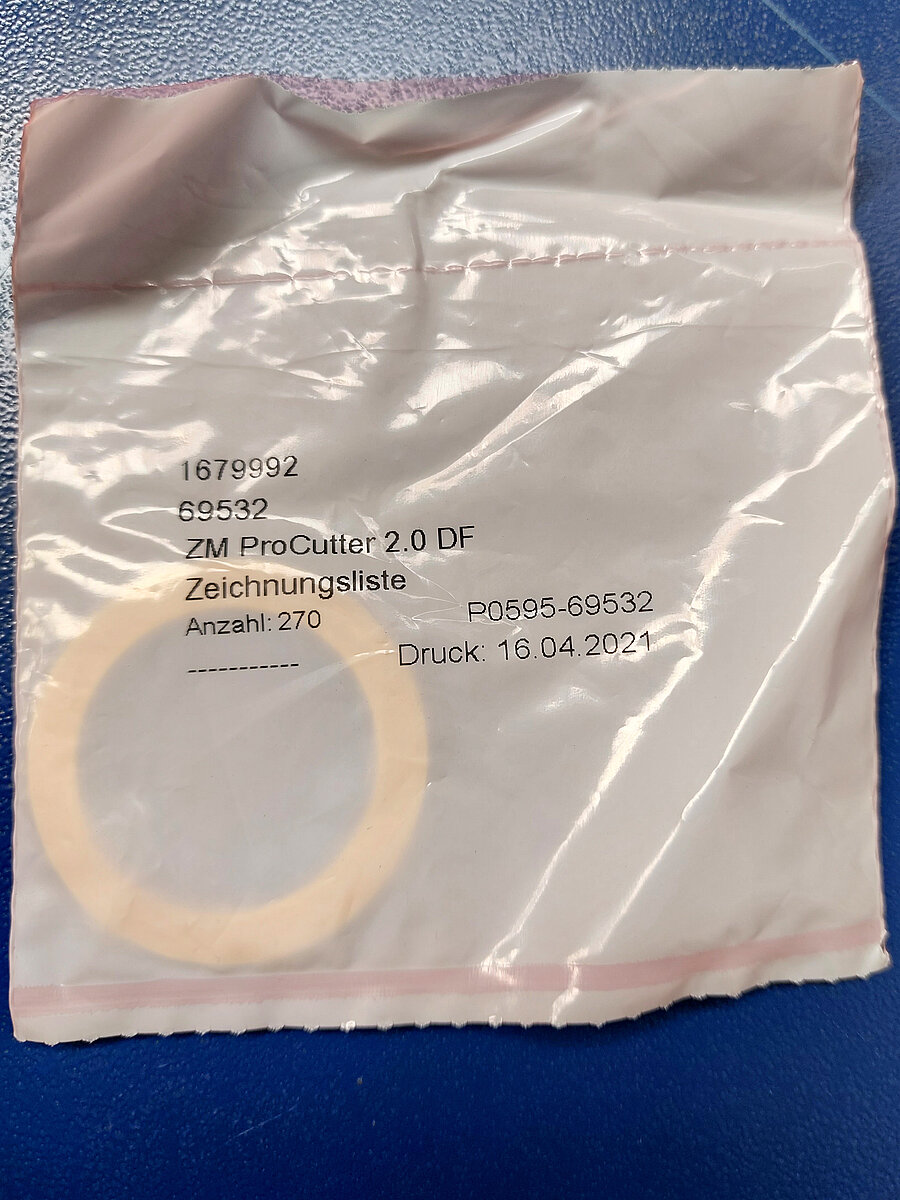 1679992
69532
ZM ProCutter 2.0 DF
Zeichnungsliste
Anzahl: 270
P0595-69532
Druck: 16.04.2021
-----------